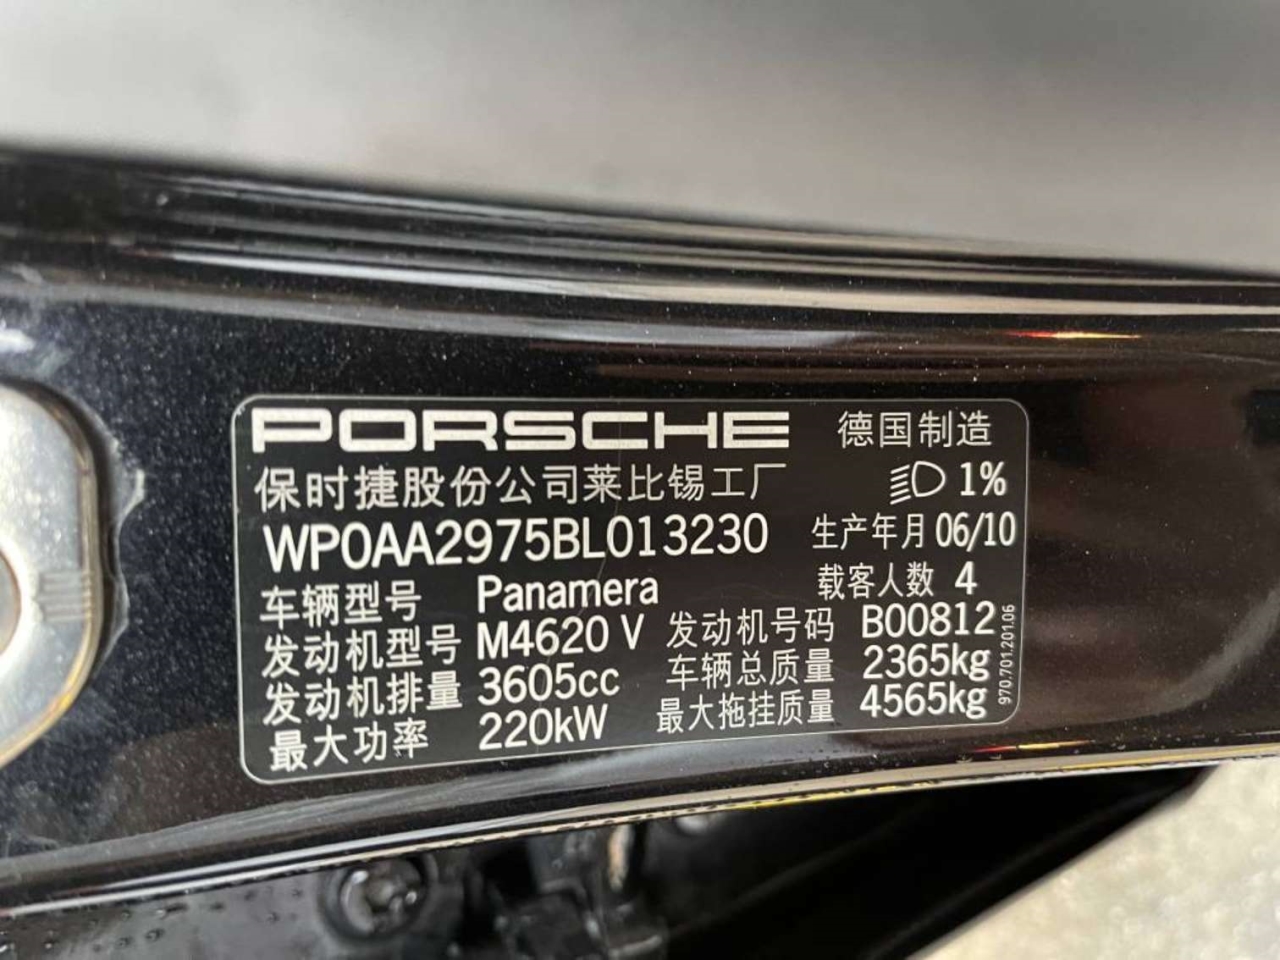 PORSCHE 德国制造
保时捷股份公司莱比锡工厂 1%
WP0AA2975BL013230 生产年月 06/10
载客人数 4
车辆型号 Panamera
发动机型号 M4620 V 发动机号码 B00812
发动机排量 3605cc 车辆总质量 2365kg
最大功率 220kW 最大拖挂质量 4565kg
970.701.201.06